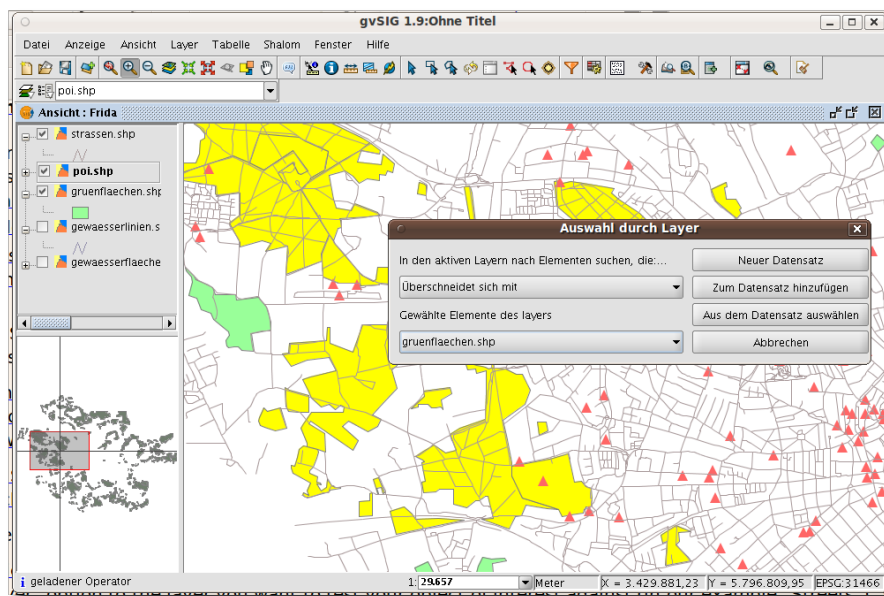 gvSIG 1.9:Ohne Titel
Datei Anzeige Ansicht Layer Tabelle Shalom Fenster Hilfe
poi.shp
Ansicht : Frida
strassen.shp
poi.shp
gruenflaechen.shp
gewaesserlinien.s
gewaesserflaeche
Auswahl durch Layer
In den aktiven Layern nach Elementen suchen, die:...
Neuer Datensatz
Überschneidet sich mit
Zum Datensatz hinzufügen
Gewählte Elemente des layers
Aus dem Datensatz auswählen
gruenflaechen.shp
Abbrechen
geladener Operator
1: 29.657
Meter
X = 3.429.881,23
Y = 5.796.809,95
EPSG:31466